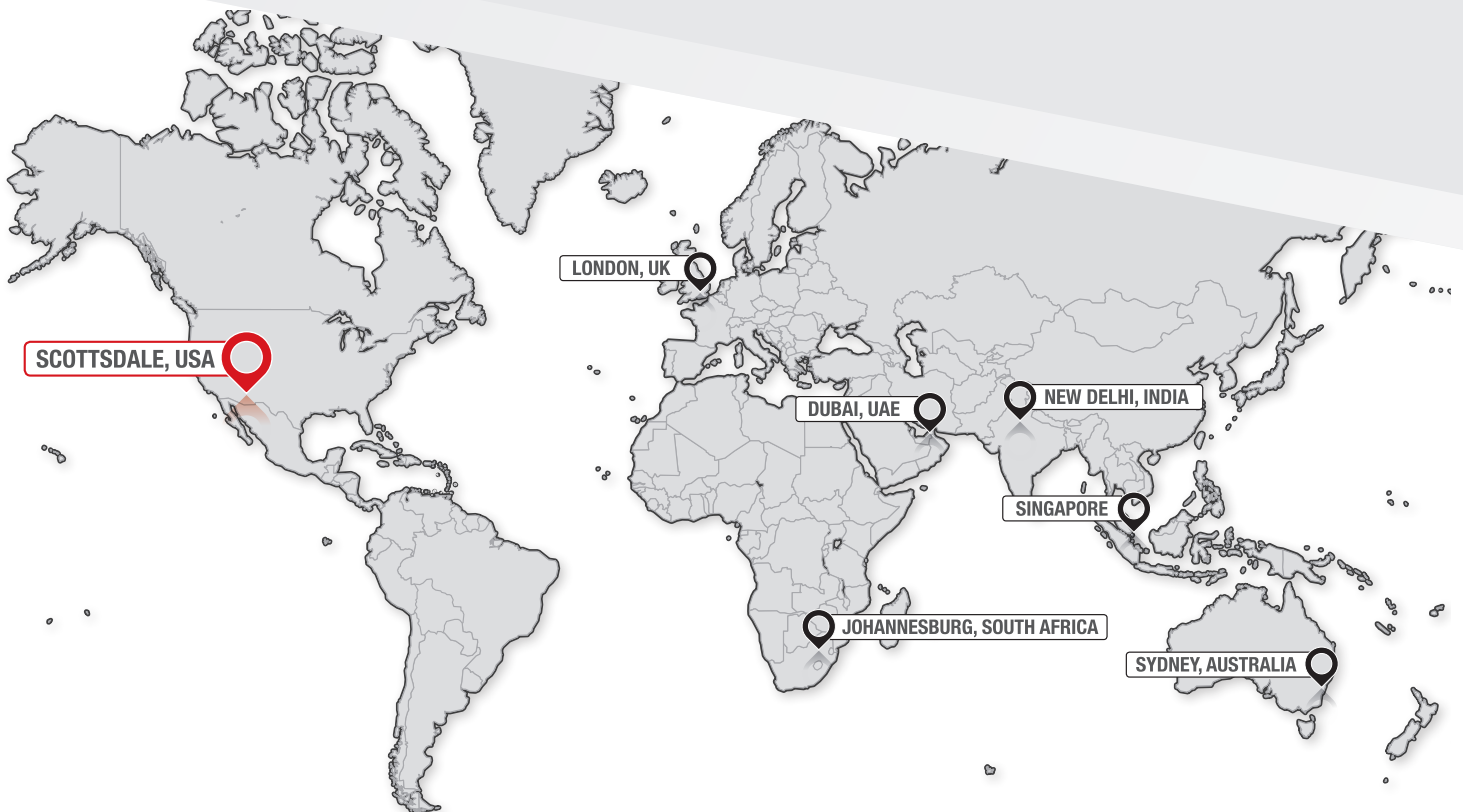 LONDON, UK
SCOTTSDALE, USA
NEW DELHI, INDIA
DUBAI, UAE
SINGAPORE
JOHANNESBURG, SOUTH AFRICA
SYDNEY, AUSTRALIA